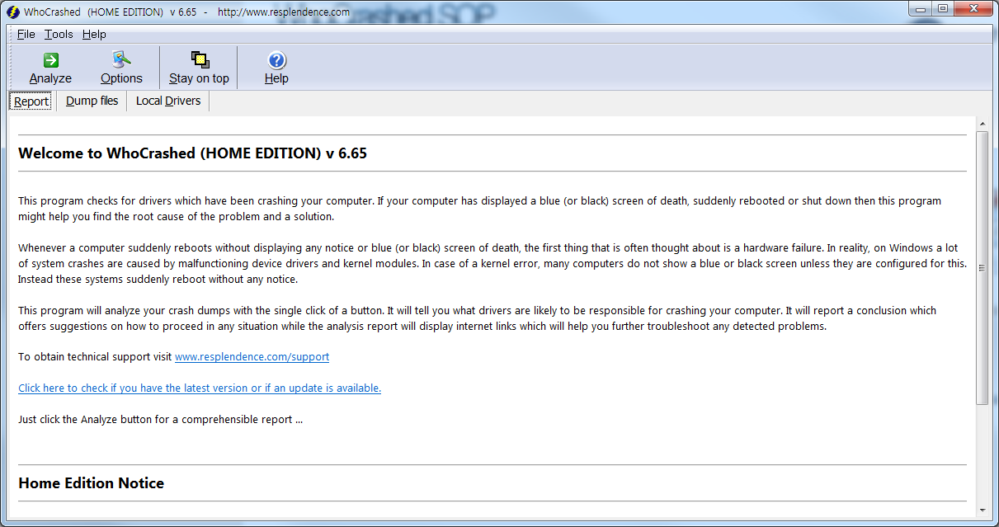 WhoCrashed (HOME EDITION) v 6.65 - http://www.resplendence.com
File Tools Help
Analyze Options Stay on top Help
Report Dump files Local Drivers
Welcome to WhoCrashed (HOME EDITION) v 6.65
This program checks for drivers which have been crashing your computer. If your computer has displayed a blue (or black) screen of death, suddenly rebooted or shut down then this program
might help you find the root cause of the problem and a solution.
Whenever a computer suddenly reboots without displaying any notice or blue (or black) screen of death, the first thing that is often thought about is a hardware failure. In reality, on Windows a lot
of system crashes are caused by malfunctioning device drivers and kernel modules. In case of a kernel error, many computers do not show a blue or black screen unless they are configured for this.
Instead these systems suddenly reboot without any notice.
This program will analyze your crash dumps with the single click of a button. It will tell you what drivers are likely to be responsible for crashing your computer. It will report a conclusion which
offers suggestions on how to proceed in any situation while the analysis report will display internet links which will help you further troubleshoot any detected problems.
To obtain technical support visit www.resplendence.com/support
Click here to check if you have the latest version or if an update is available.
Just click the Analyze button for a comprehensible report ...
Home Edition Notice